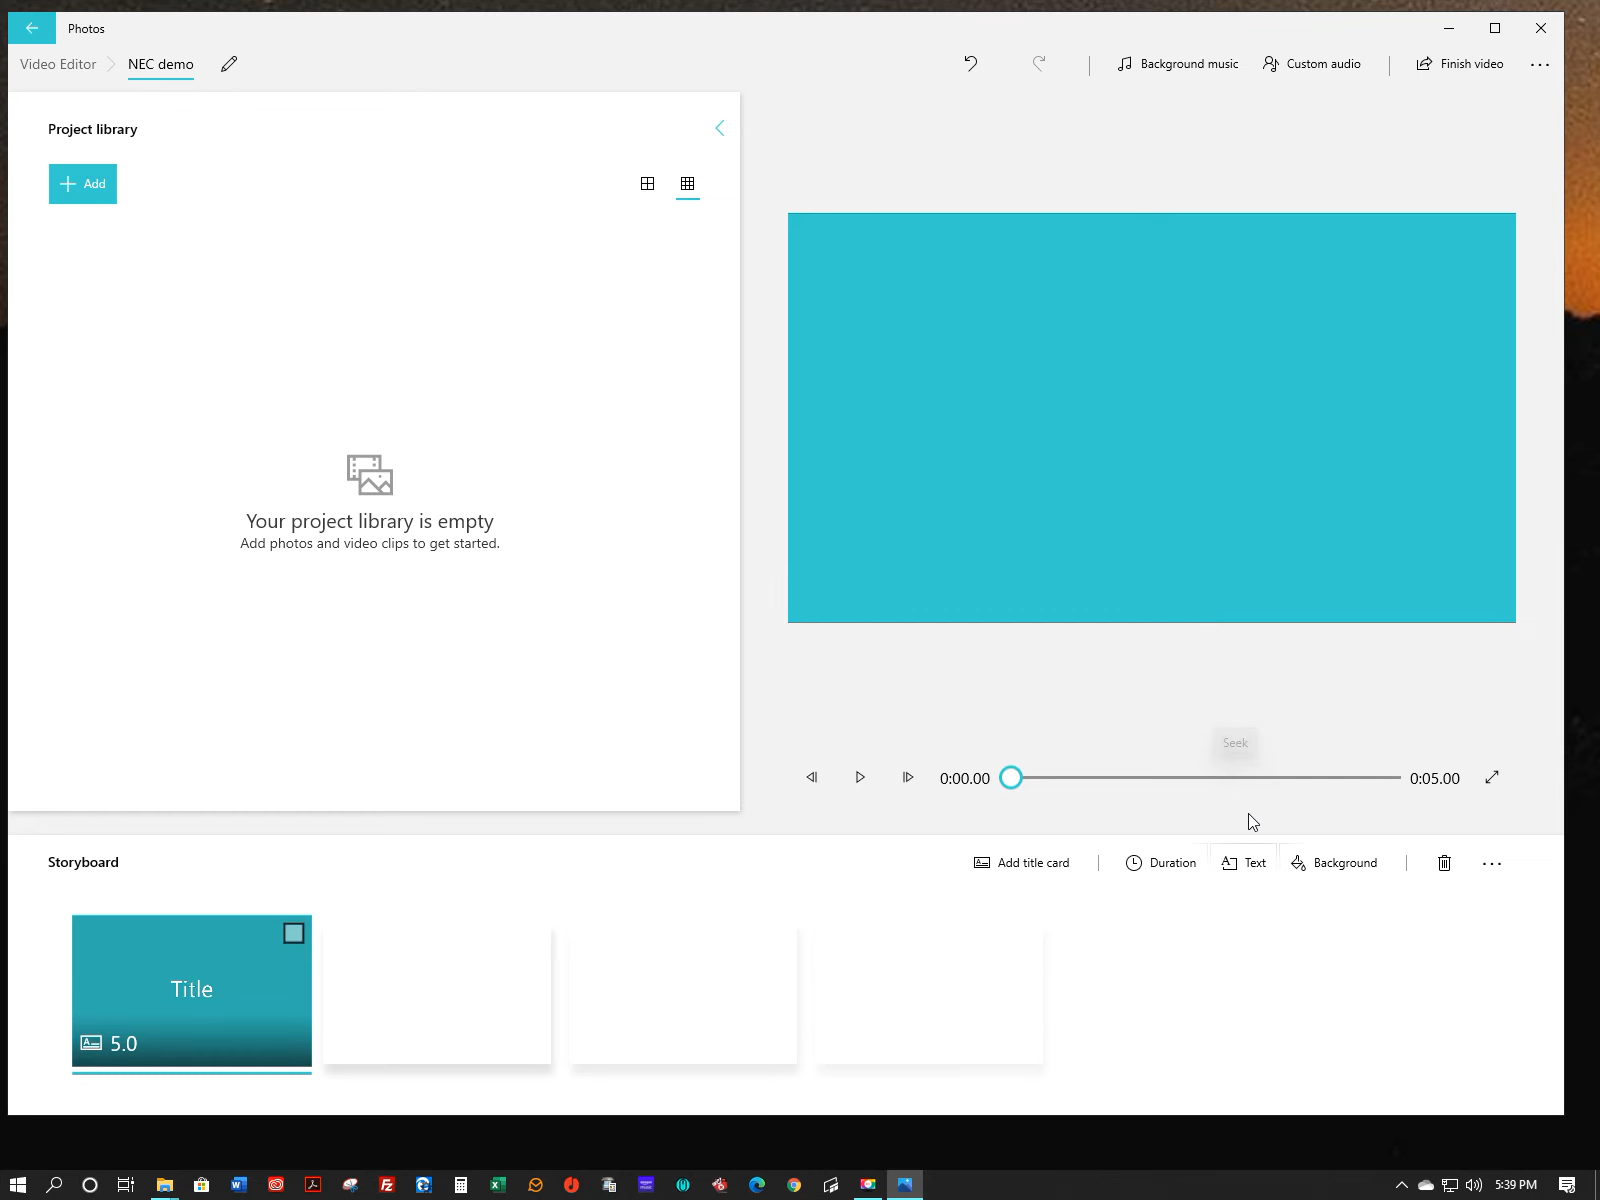 Photos
Video Editor
NEC demo
Background music
Custom audio
Finish video
Project library
Add
Your project library is empty
Add photos and video clips to get started.
Seek
0:00.00
0:05.00
Storyboard
Add title card
Duration
Text
Background
Title
5.0
5:39 PM